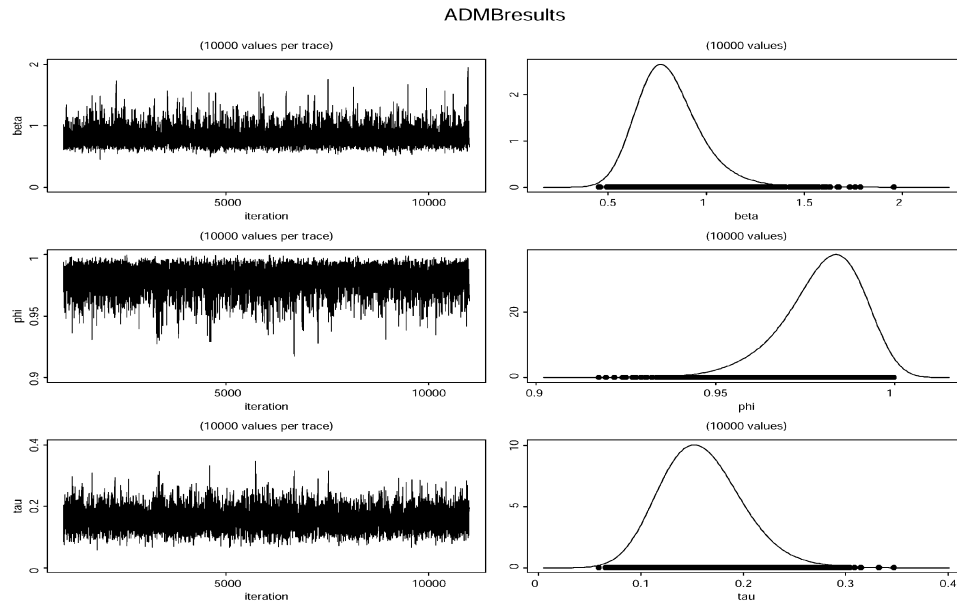 ADMBresults
(10000 values per trace)
2
1
0
beta
5000
10000
iteration
(10000 values)
2
1
0
0.5
1
1.5
2
beta
(10000 values per trace)
1
0.95
0.9
phi
5000
10000
iteration
(10000 values)
20
0
0.9
0.95
1
phi
(10000 values per trace)
0.4
0.2
0
tau
5000
10000
iteration
(10000 values)
10
5
0
0
0.1
0.2
0.3
0.4
tau